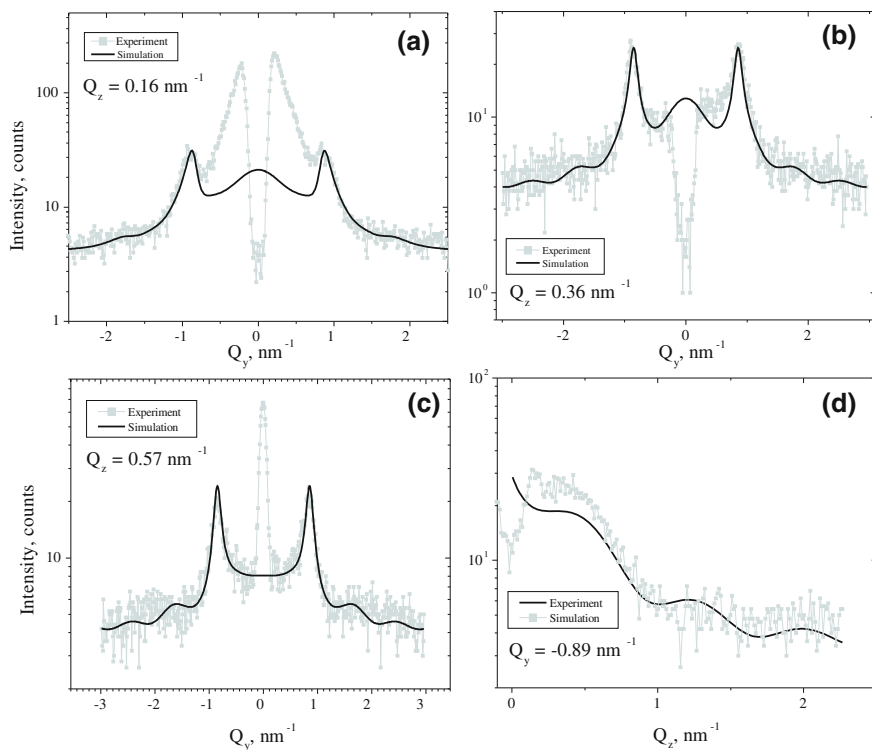 (a)
Experiment
Simulation
Q_z = 0.16 nm^-1
100
10
1
-2 -1 0 1 2
Q_y, nm^-1
Intensity, counts
(b)
10^1
10^0
Experiment
Simulation
Q_z = 0.36 nm^-1
-2 0 2
Q_y, nm^-1
(c)
Experiment
Simulation
Q_z = 0.57 nm^-1
10
-3 -2 -1 0 1 2 3
Q_y, nm^-1
Intensity, counts
(d)
10^2
10^1
Experiment
Simulation
Q_y = -0.89 nm^-1
0 1 2
Q_z, nm^-1